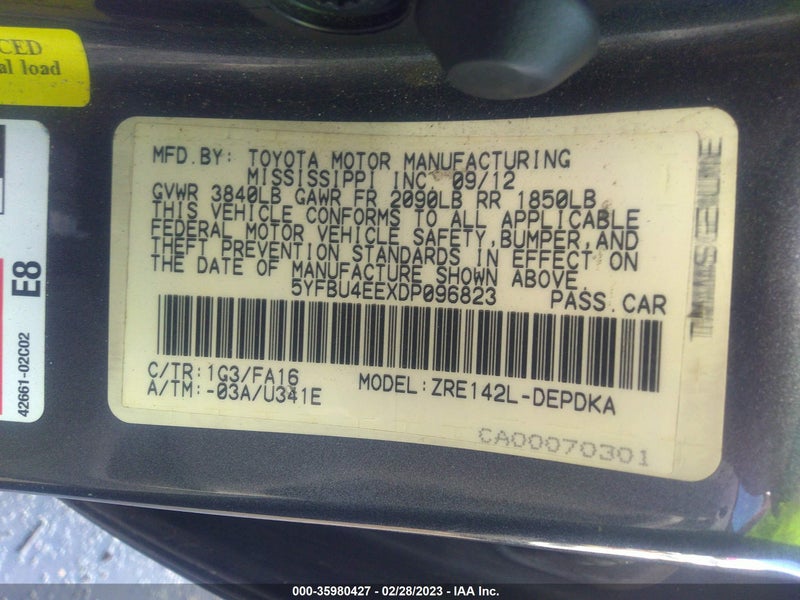 CED
al load
E8
42661-02C02
MFD.BY: TOYOTA MOTOR MANUFACTURING
MISSISSIPPI INC. 09/12
GVWR 3840LB GAWR FR 2090LB RR 1850LB
THIS VEHICLE CONFORMS TO ALL APPLICABLE
FEDERAL MOTOR VEHICLE SAFETY,BUMPER,AND
THEFT PREVENTION STANDARDS IN EFFECT ON
THE DATE OF MANUFACTURE SHOWN ABOVE.
5YFBU4EEXDP096823 PASS.CAR
C/TR:1G3/FA16
A/TM:-03A/U341E
MODEL:ZRE142L-DEPDKA
CA00070301
000-35980427 - 02/28/2023 - IAA Inc.